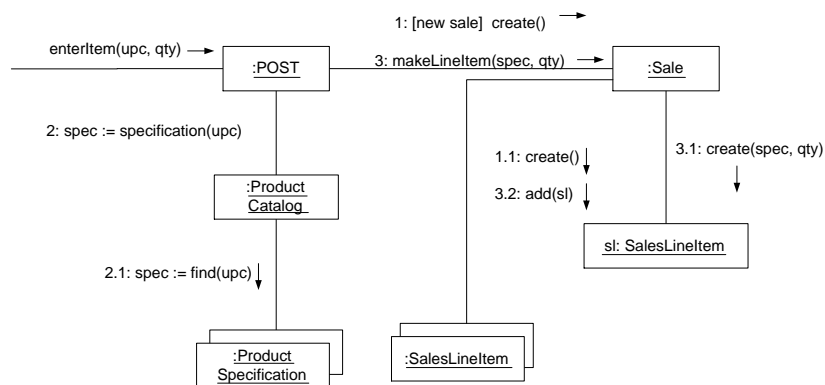 1: [new sale] create()
enterItem(upc, qty)
:POST
3: makeLineItem(spec, qty)
:Sale
2: spec := specification(upc)
1.1: create()
3.1: create(spec, qty)
:Product
Catalog
3.2: add(sl)
sl: SalesLineItem
2.1: spec := find(upc)
:Product
Specification
:SalesLineItem